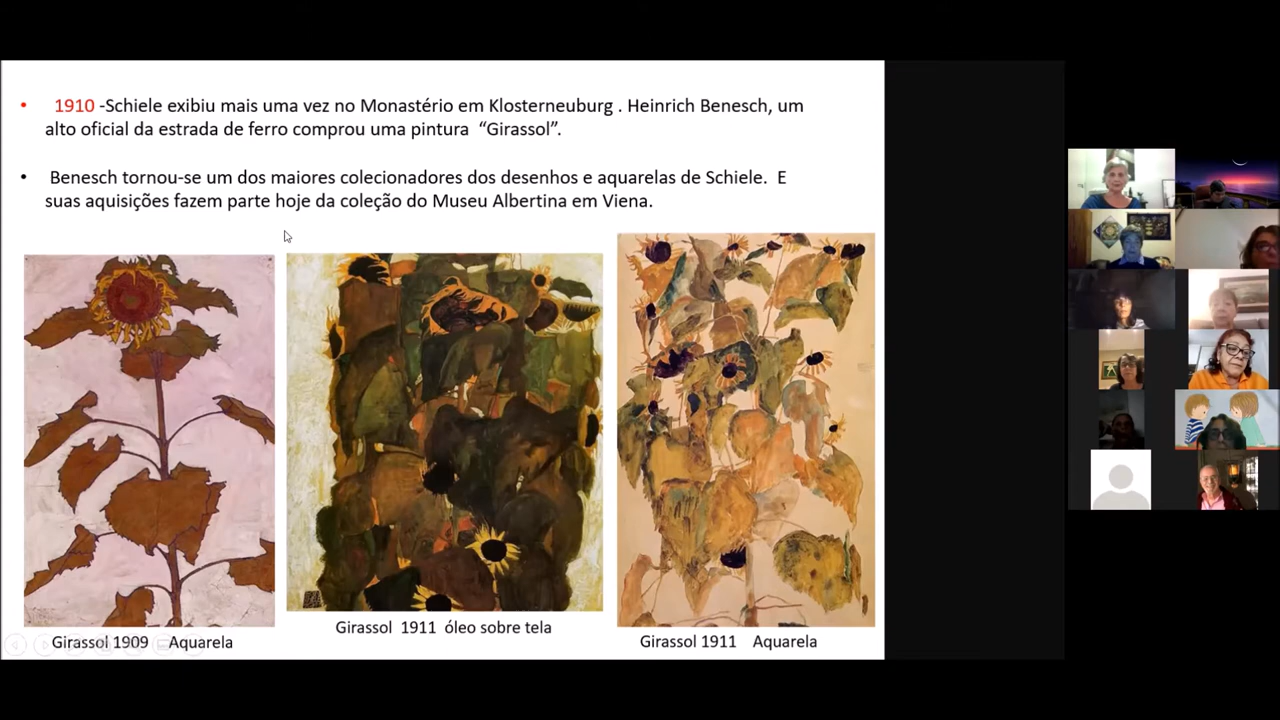 • 1910 -Schiele exibiu mais uma vez no Monastério em Klosterneuburg . Heinrich Benesch, um
alto oficial da estrada de ferro comprou uma pintura “Girassol”.
• Benesch tornou-se um dos maiores colecionadores dos desenhos e aquarelas de Schiele. E
suas aquisições fazem parte hoje da coleção do Museu Albertina em Viena.
Girassol 1909 Aquarela
Girassol 1911 óleo sobre tela
Girassol 1911 Aquarela